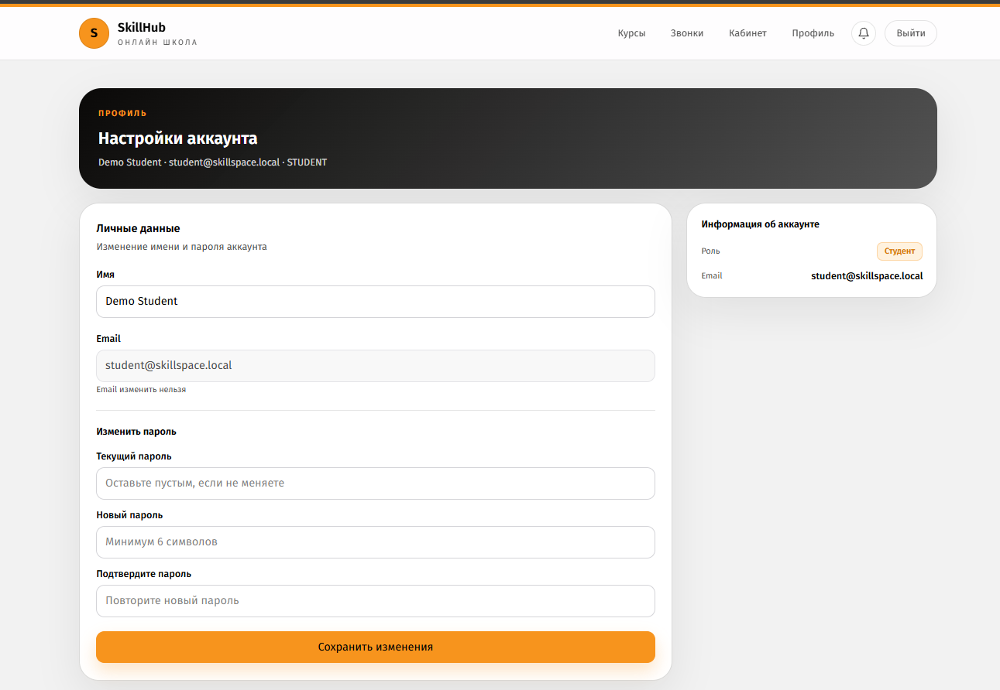 S
SkillHub
ОНЛАЙН ШКОЛА
Курсы
Звонки
Кабинет
Профиль
Выйти
ПРОФИЛЬ
Настройки аккаунта
Demo Student · student@skillspace.local · STUDENT
Личные данные
Изменение имени и пароля аккаунта
Имя
Demo Student
Email
student@skillspace.local
Email изменить нельзя
Изменить пароль
Текущий пароль
Оставьте пустым, если не меняете
Новый пароль
Минимум 6 символов
Подтвердите пароль
Повторите новый пароль
Сохранить изменения
Информация об аккаунте
Роль
Студент
Email
student@skillspace.local